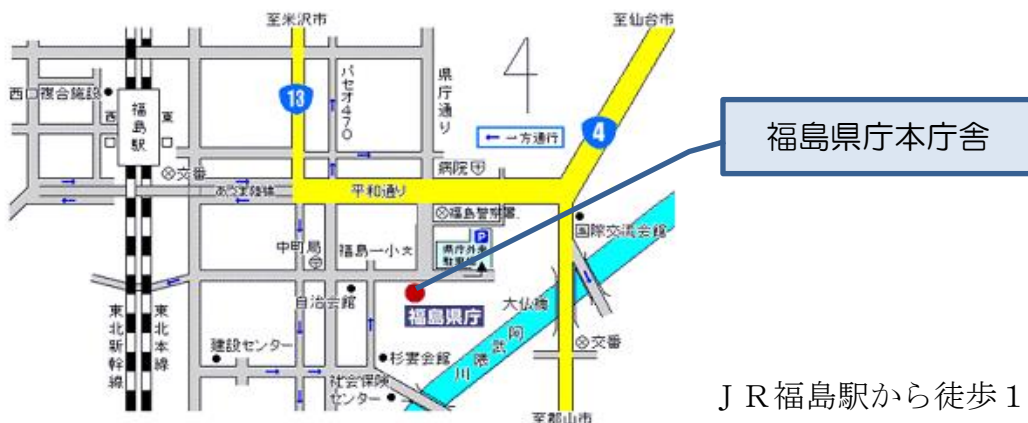 至米沢市
至仙台市
13
パセオ470
県庁通り
4
西口複合施設
福島駅
西口
東口
一方通行
4
福島県庁本庁舎
病院
交番
あづま陸橋
平和通り
福島警察署
国際交流会館
P
県庁外来駐車場
中町局
福島一小
文
自治会館
福島県庁
大仏橋
阿武隈川
東北新幹線
東北本線
建設センター
杉妻会館
交番
社会保険
センター
至郡山市
ＪＲ福島駅から徒歩１